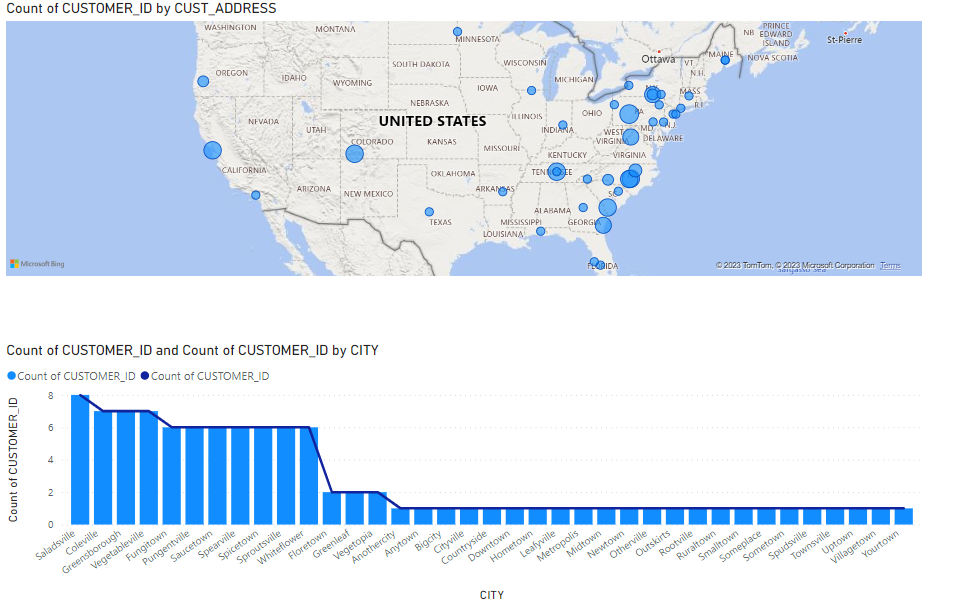 Count of CUSTOMER_ID by CUST_ADDRESS
WASHINGTON
MONTANA
MINNESOTA
NB
PRINCE
EDWARD
ISLAND
St-Pierre
OREGON
IDAHO
WYOMING
SOUTH DAKOTA
WISCONSIN
MICHIGAN
Ottawa
VT
MAINE
NOVA SCOTIA
N.H.
MASS
R.I.
NEVADA
UTAH
COLORADO
NEBRASKA
IOWA
ILLINOIS
INDIANA
OHIO
PA
NJ
UNITED STATES
KANSAS
MISSOURI
WEST
VIRGINIA
MD
DELAWARE
KENTUCKY
VIRGINIA
CALIFORNIA
ARIZONA
NEW MEXICO
OKLAHOMA
ARKANSAS
TENNESSEE
SC
TEXAS
LOUISIANA
MISSISSIPPI
ALABAMA
GEORGIA
FLORIDA
Microsoft Bing
© 2023 TomTom, © 2023 Microsoft Corporation Terms
Sargasso Sea
Count of CUSTOMER_ID and Count of CUSTOMER_ID by CITY
Count of CUSTOMER_ID Count of CUSTOMER_ID
Count of CUSTOMER_ID
8
6
4
2
0
Saladsville
Coleville
Greensborough
Vegetableville
Fungitown
Pungentville
Saucetown
Spearville
Spicetown
Sproutsville
Whiteflower
Floretown
Greenleaf
Vegetopia
Anothercity
Anytown
Bigcity
Cityville
Countryside
Downtown
Hometown
Leafyville
Metropolis
Midtown
Newtown
Otherville
Outskirts
Rootville
Ruraltown
Smalltown
Someplace
Sometown
Spudsville
Townsville
Uptown
Villagetown
Yourtown
CITY